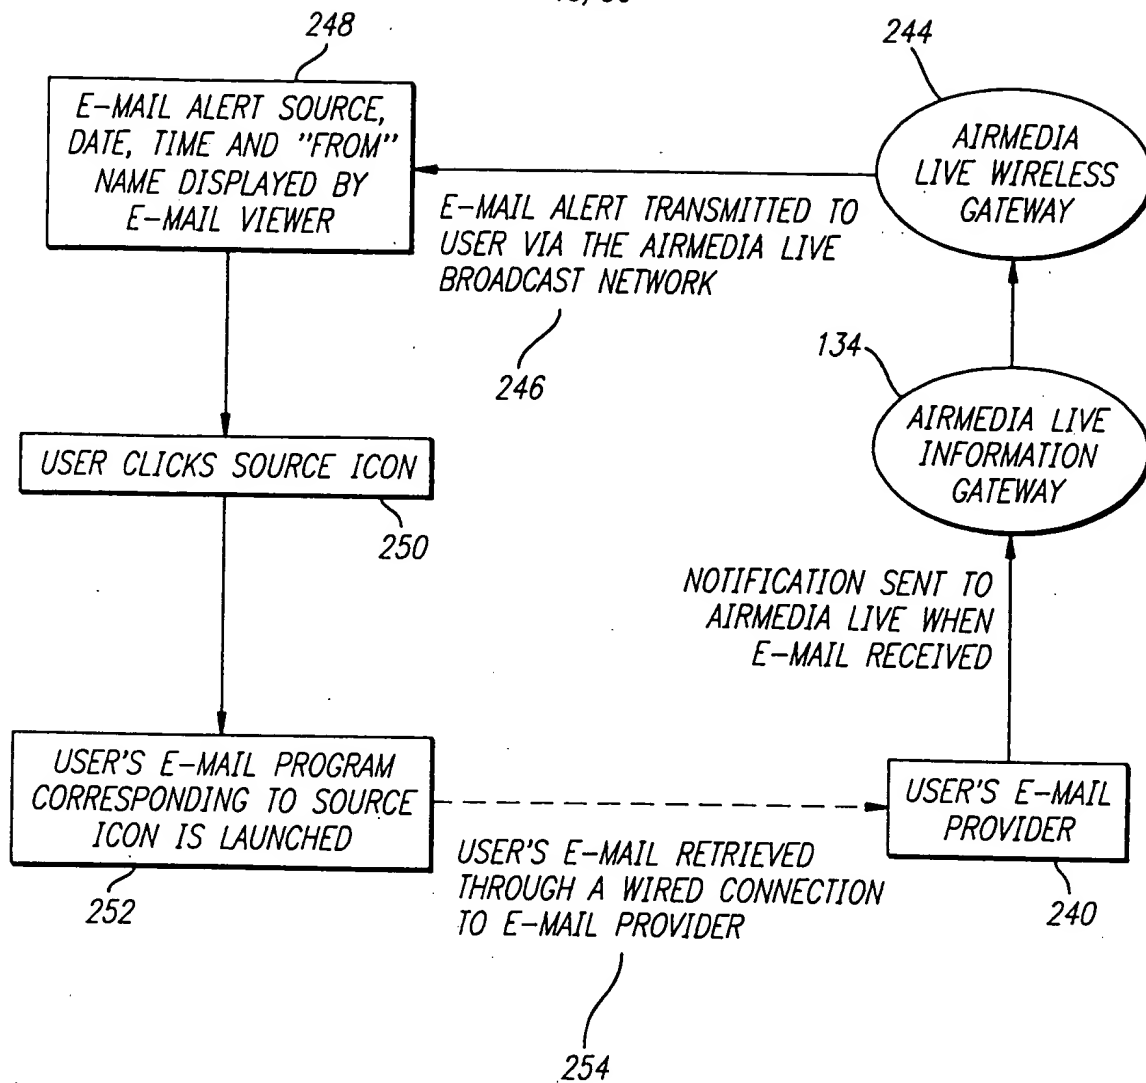 248
244
E-MAIL ALERT SOURCE,
DATE, TIME AND "FROM"
NAME DISPLAYED BY
E-MAIL VIEWER
AIRMEDIA
LIVE WIRELESS
GATEWAY
E-MAIL ALERT TRANSMITTED TO
USER VIA THE AIRMEDIA LIVE
BROADCAST NETWORK
246
134
AIRMEDIA LIVE
INFORMATION
GATEWAY
USER CLICKS SOURCE ICON
250
NOTIFICATION SENT TO
AIRMEDIA LIVE WHEN
E-MAIL RECEIVED
USER'S E-MAIL PROGRAM
CORRESPONDING TO SOURCE
ICON IS LAUNCHED
252
USER'S E-MAIL
PROVIDER
240
USER'S E-MAIL RETRIEVED
THROUGH A WIRED CONNECTION
TO E-MAIL PROVIDER
254